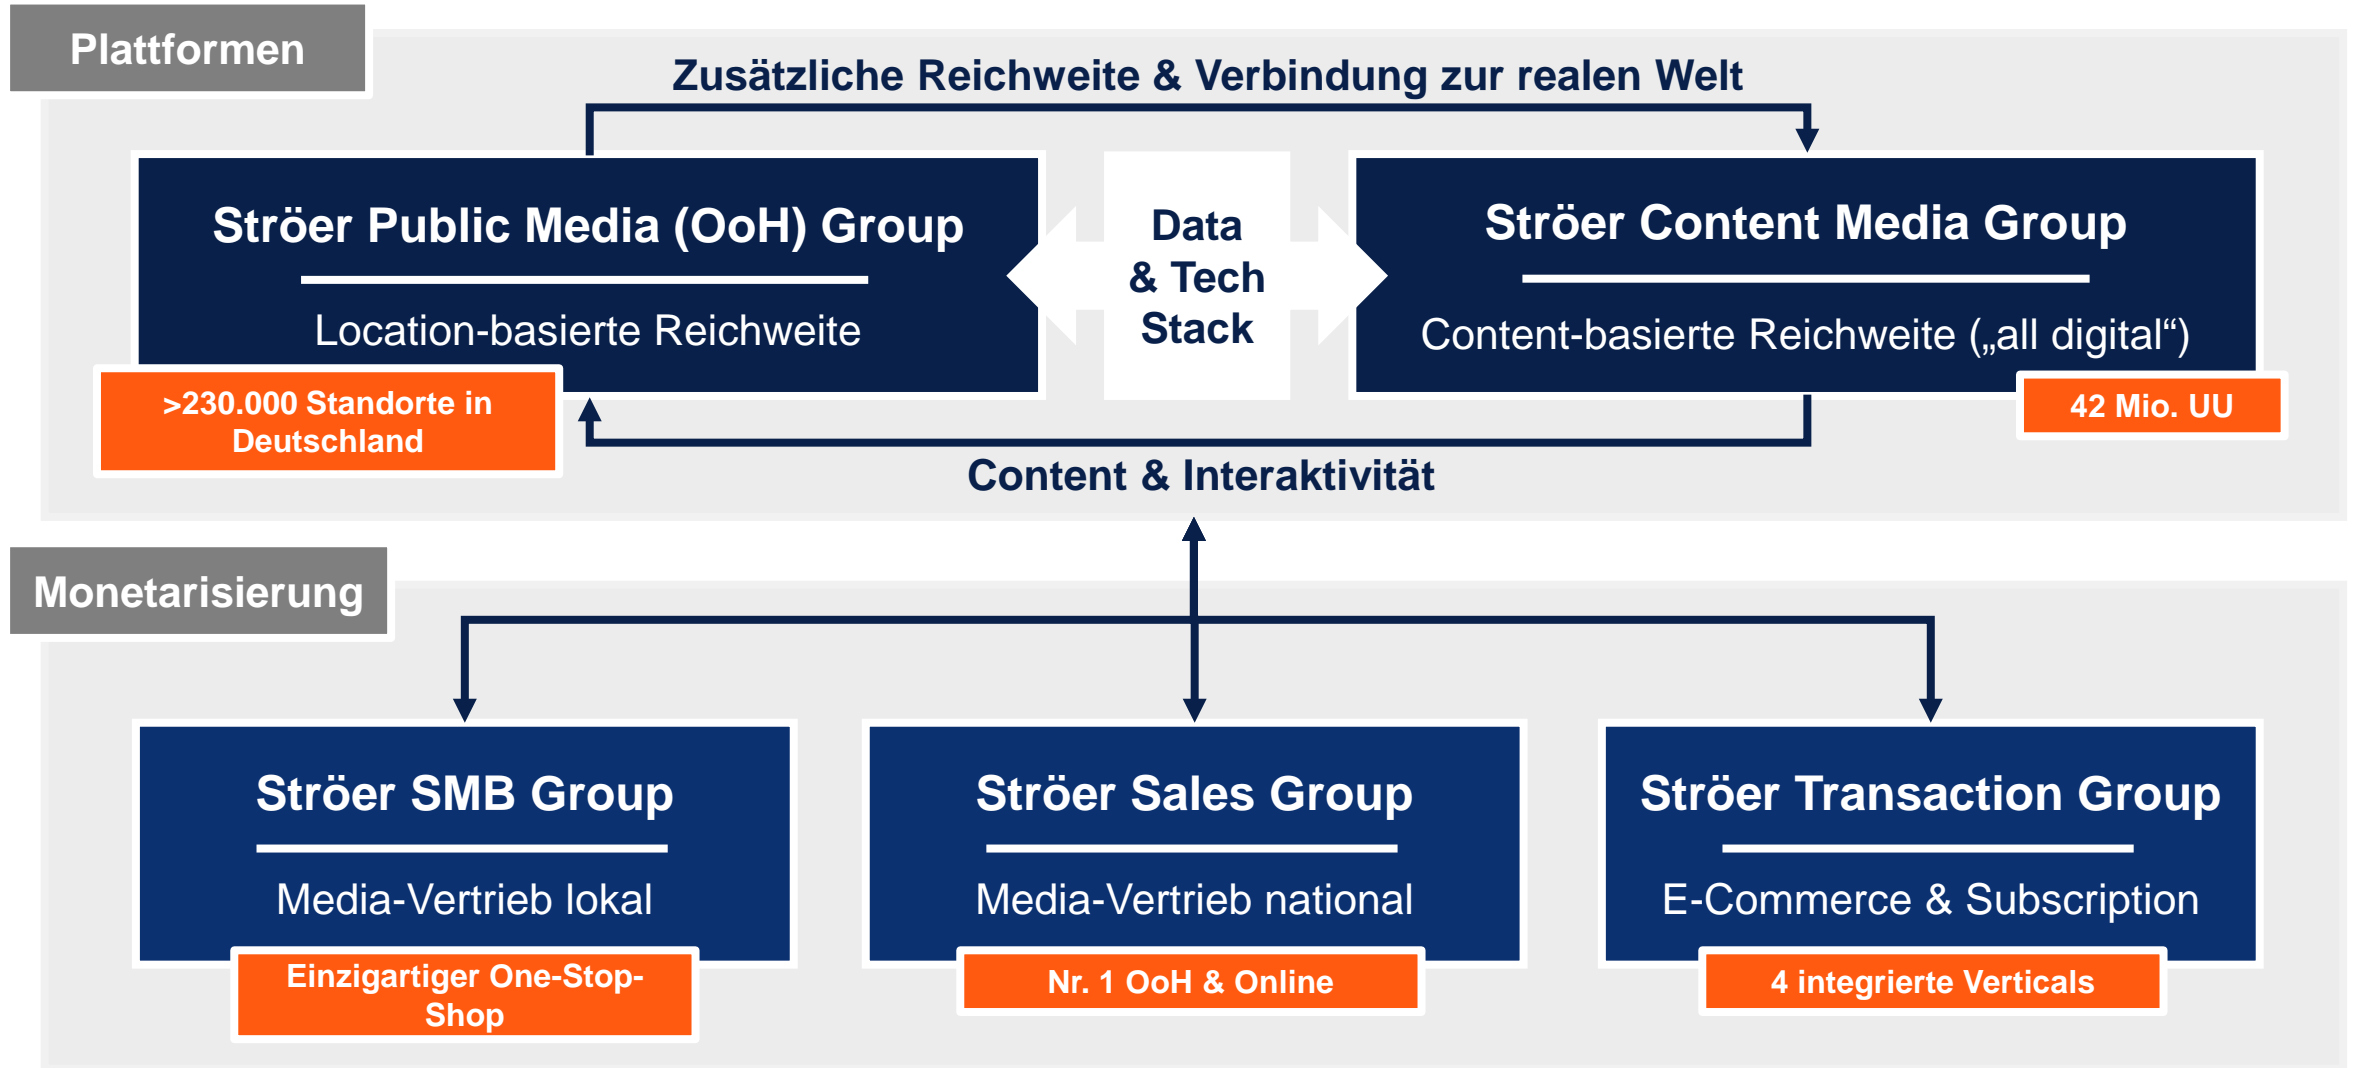 Plattformen
Zusätzliche Reichweite & Verbindung zur realen Welt
Ströer Public Media (OoH) Group
Location-basierte Reichweite
>230.000 Standorte in
Deutschland
Data
& Tech
Stack
Ströer Content Media Group
Content-basierte Reichweite („all digital“)
42 Mio. UU
Content & Interaktivität
Monetarisierung
Ströer SMB Group
Media-Vertrieb lokal
Einzigartiger One-Stop-
Shop
Ströer Sales Group
Media-Vertrieb national
Nr. 1 OoH & Online
Ströer Transaction Group
E-Commerce & Subscription
4 integrierte Verticals